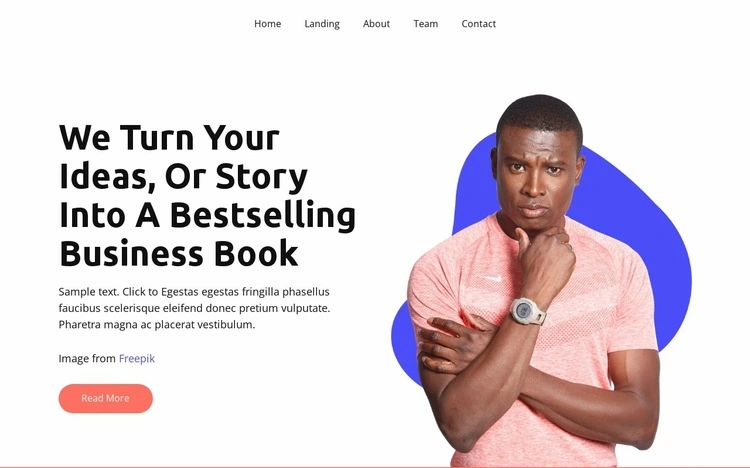 Home Landing About Team Contact
We Turn Your
Ideas, Or Story
Into A Bestselling
Business Book
Sample text. Click to Egestas egestas fringilla phasellus
faucibus scelerisque eleifend donec pretium vulputate.
Pharetra magna ac placerat vestibulum.
Image from Freepik
Read More